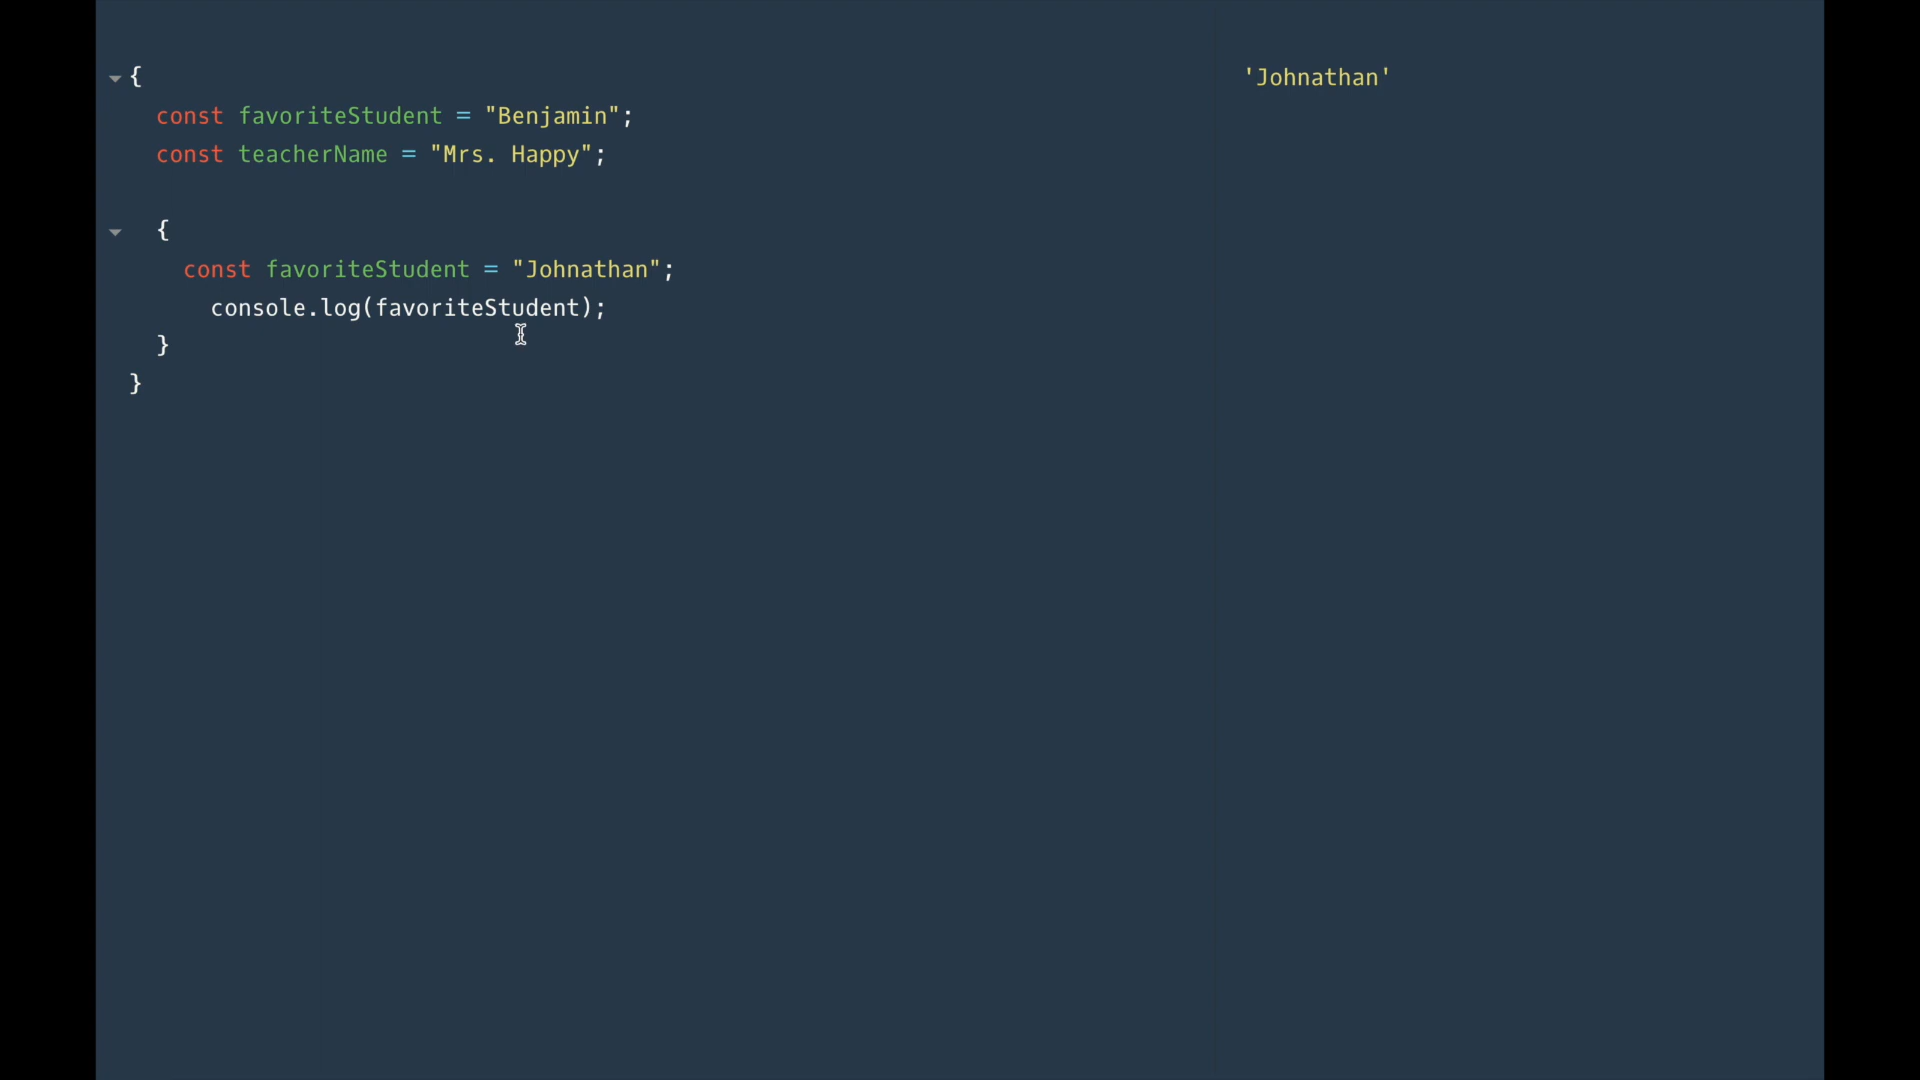 {
  const favoriteStudent = "Benjamin";
  const teacherName = "Mrs. Happy";

  {
    const favoriteStudent = "Johnathan";
      console.log(favoriteStudent);
  }
}
'Johnathan'